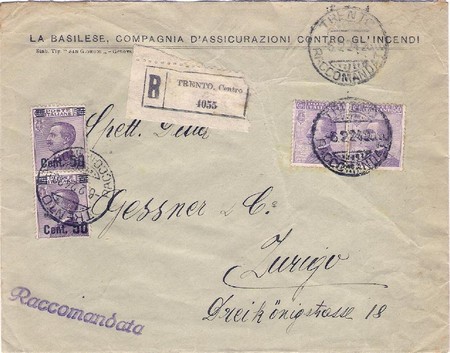 LA BASILESE, COMPAGNIA D'ASSICURAZIONI CONTRO GL'INCENDI
TRENTO
RACCOMANDATE
R
TRENTO, Centro
4055
Spett. Ditta
Cent. 50
Cent. 50
Gessner & C.
Zurigo
Dreikönigstrasse 18
Raccomandata